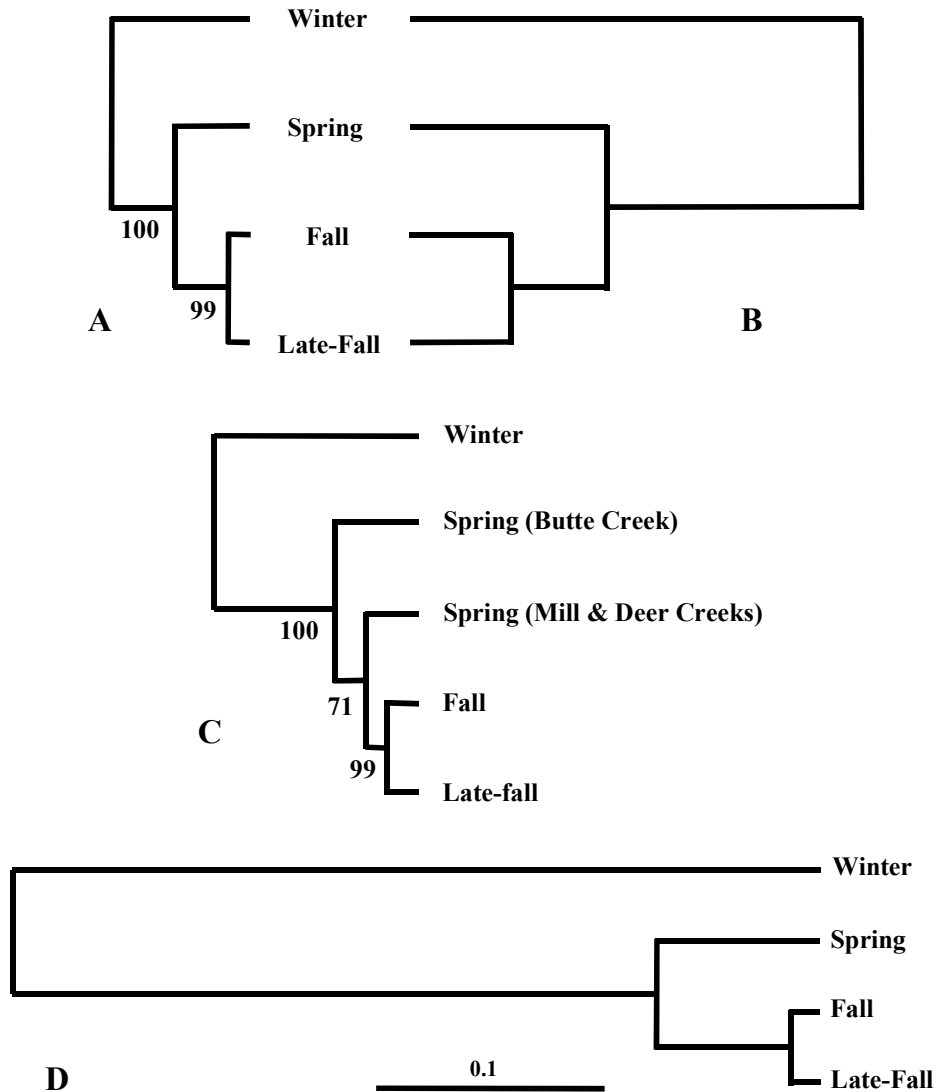 Winter
Spring
100
Fall
99
A
B
Late-Fall
Winter
Spring (Butte Creek)
Spring (Mill & Deer Creeks)
100
71
Fall
C
99
Late-fall
Winter
Spring
Fall
0.1
D
Late-Fall